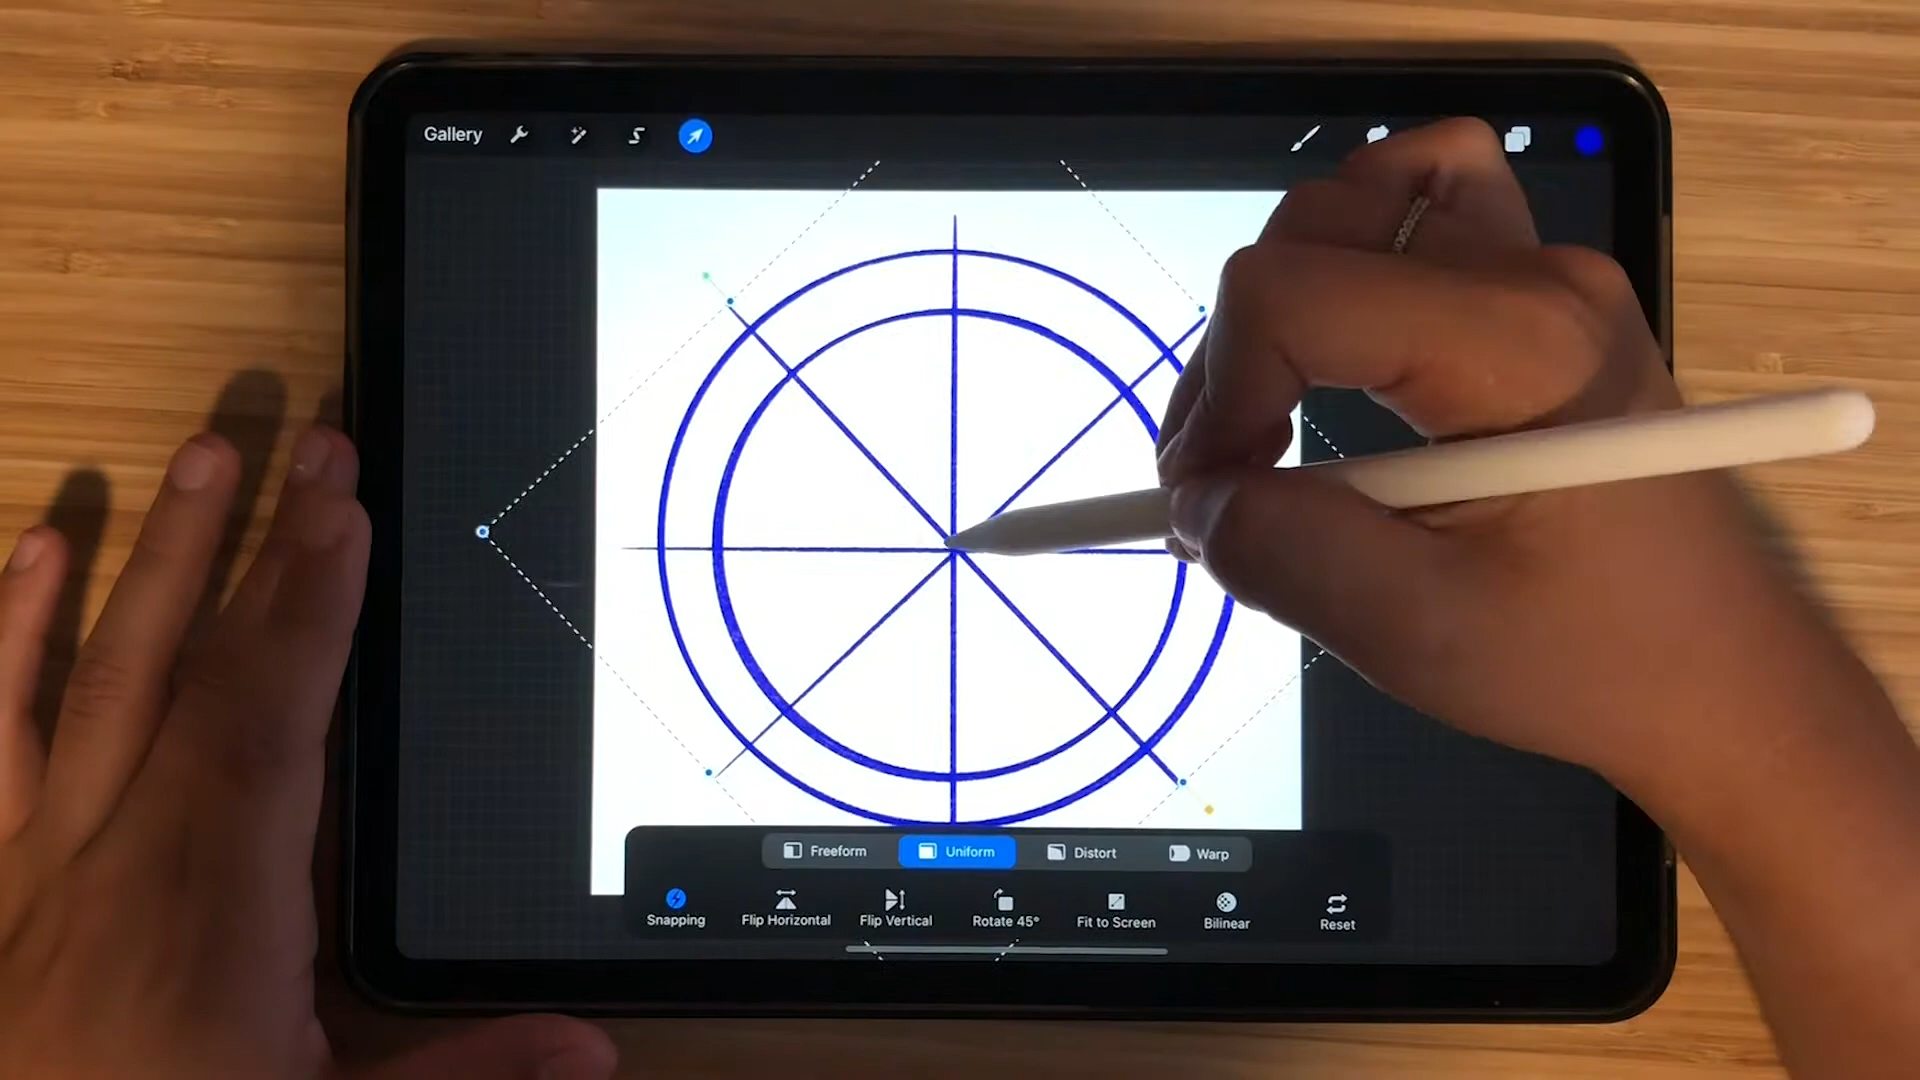 Gallery
Freeform Uniform Distort Warp
Snapping Flip Horizontal Flip Vertical Rotate 45° Fit to Screen Bilinear Reset